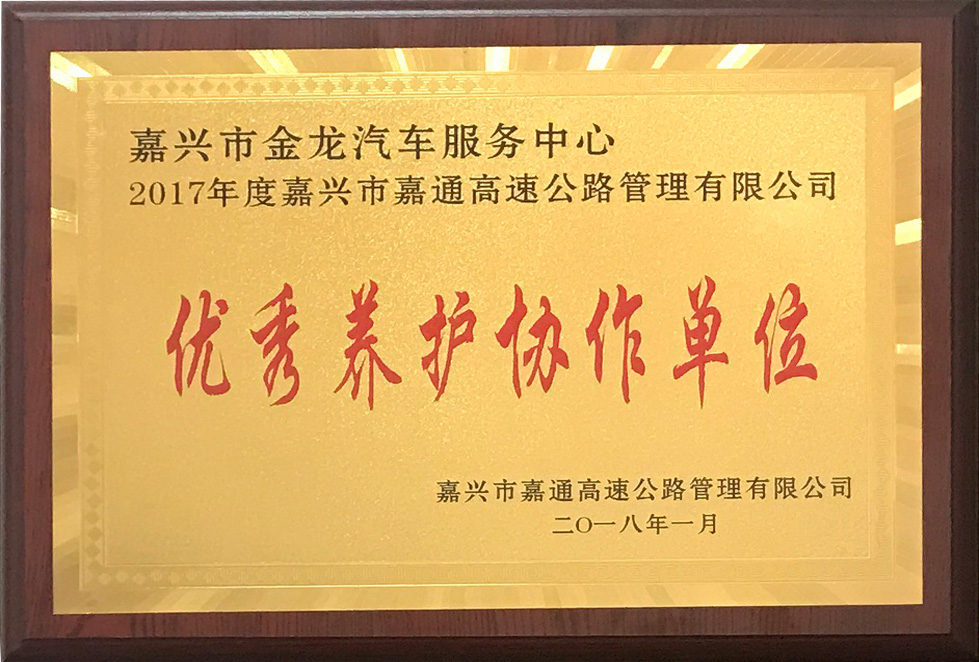 嘉兴市金龙汽车服务中心
2017年度嘉兴市嘉通高速公路管理有限公司
优秀养护协作单位
嘉兴市嘉通高速公路管理有限公司
二〇一八年一月